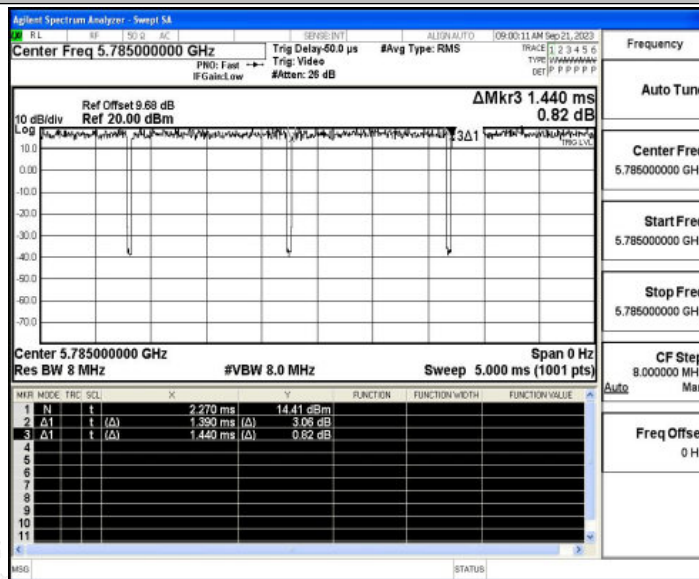 Agilent Spectrum Analyzer - Swept SA
RL RF 50 Ω AC SENSE:INT ALIGN AUTO 09:00:11 AM Sep 21, 2023
Center Freq 5.785000000 GHz
PNO: Fast
IFGain:Low
Trig Delay-50.0 µs
Trig: Video
#Atten: 26 dB
#Avg Type: RMS
TRACE 1 2 3 4 5 6
TYPE
DET P P P P P P
Frequency
Auto Tun
Center Fre
5.785000000 GH
Start Fre
5.785000000 GH
Stop Fre
5.785000000 GH
CF Step
8.000000 MH
Auto Ma
Freq Offse
0 H
Ref Offset 9.68 dB
10 dB/div Ref 20.00 dBm
Log
ΔMkr3 1.440 ms
0.82 dB
3Δ1
TRIG LVL
10.0
0.00
-10.0
-20.0
-30.0
-40.0
-50.0
-60.0
-70.0
Center 5.785000000 GHz Span 0 Hz
Res BW 8 MHz #VBW 8.0 MHz Sweep 5.000 ms (1001 pts)
MKR MODE TRC SCL X Y FUNCTION FUNCTION WIDTH FUNCTION VALUE
1 N t 2.270 ms 14.41 dBm
2 Δ1 t (Δ) 1.390 ms (Δ) 3.06 dB
3 Δ1 t (Δ) 1.440 ms (Δ) 0.82 dB
4
5
6
7
8
9
10
11
MSG STATUS